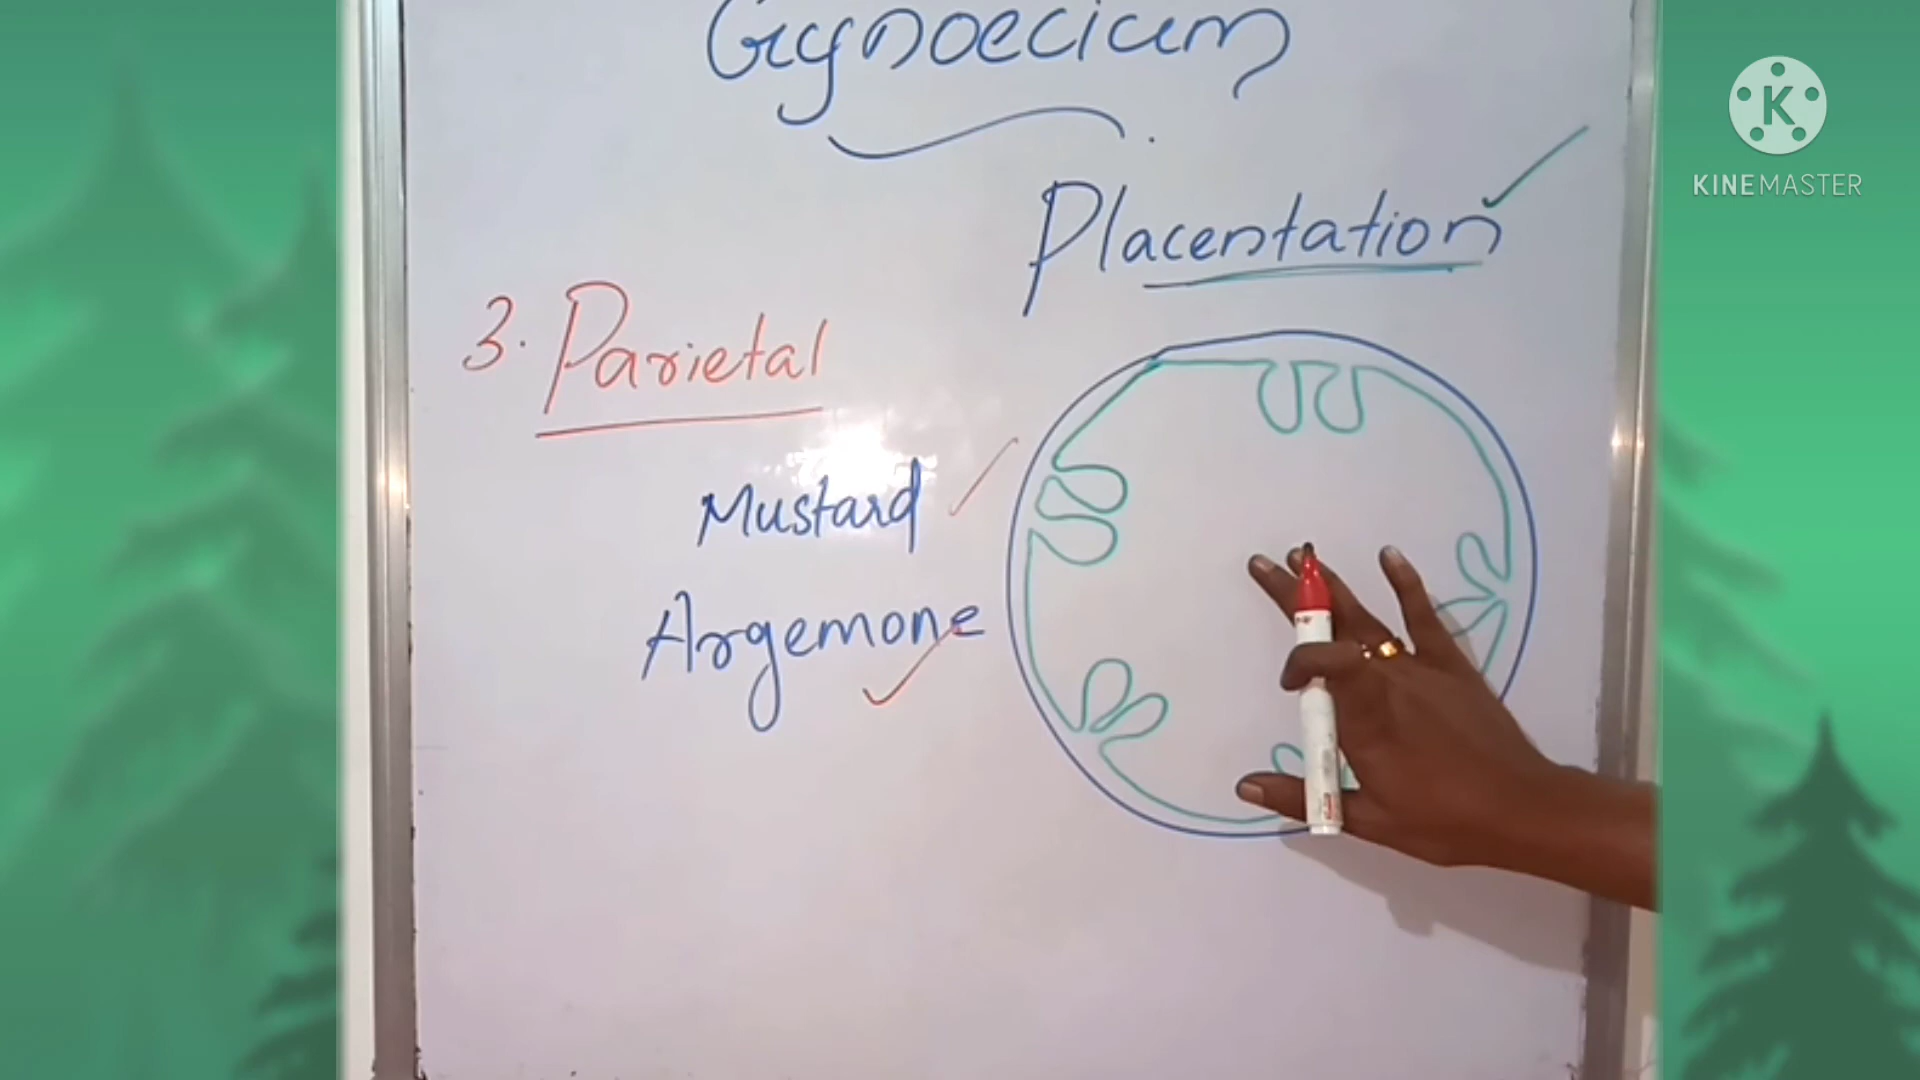 Gynoecium
Placentation
3. Parietal
Mustard
Argemone
K
KINEMASTER